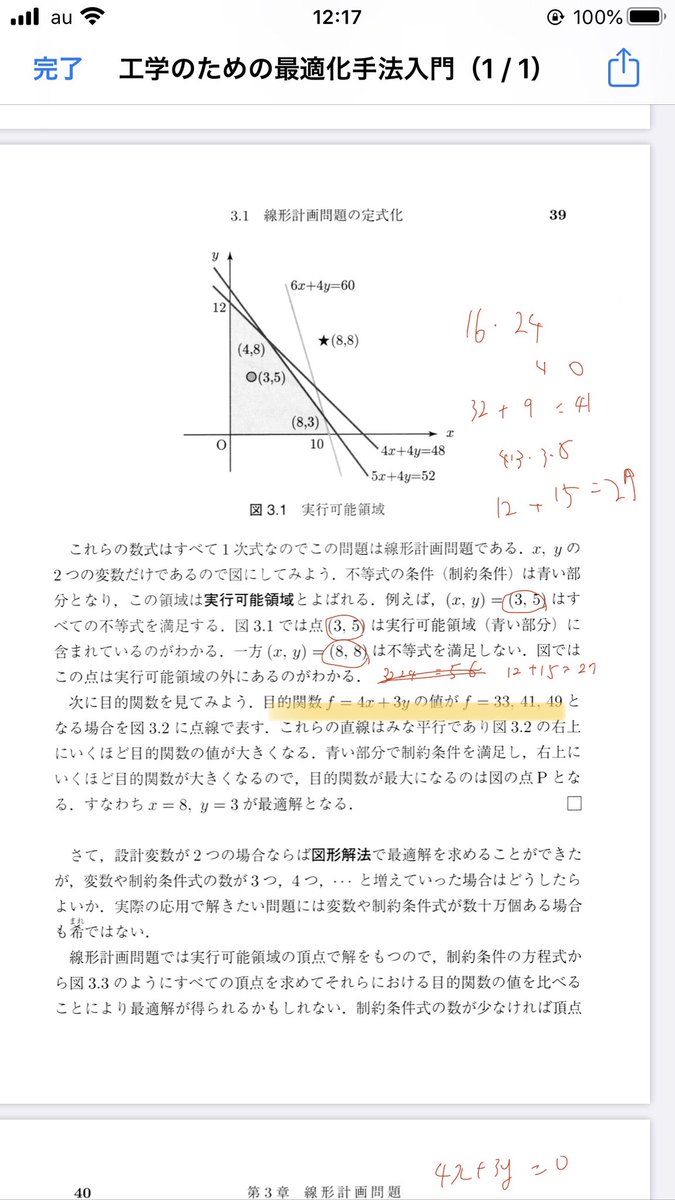 au 12:17 100%
完了 工学のための最適化手法入門（1 / 1）
3.1 線形計画問題の定式化 39
y
6x+4y=60
12
16・24
★(8,8)
(4,8)
4 0
(3,5)
32 + 9 = 41
(8,3)
x
O 10
4x+4y=48
5x+4y=52
12 + 15 = 27
図 3.1 実行可能領域
これらの数式はすべて 1 次式なのでこの問題は線形計画問題である．x, y の
2 つの変数だけであるので図にしてみよう．不等式の条件（制約条件）は青い部
分となり，この領域は実行可能領域とよばれる．例えば，(x, y) = (3, 5) はす
べての不等式を満足する．図 3.1 では点 (3, 5) は実行可能領域（青い部分）に
含まれているのがわかる．一方 (x, y) = (8, 8) は不等式を満足しない．図では
この点は実行可能領域の外にあるのがわかる． 32+24 = 56 12 +15 = 27
次に目的関数を見てみよう．目的関数 f = 4x + 3y の値が f = 33, 41, 49 と
なる場合を図 3.2 に点線で表す．これらの直線はみな平行であり図 3.2 の右上
にいくほど目的関数の値が大きくなる．青い部分で制約条件を満足し，右上に
いくほど目的関数が大きくなるので，目的関数が最大になるのは図の点 P とな
る．すなわち x = 8, y = 3 が最適解となる． □
さて，設計変数が 2 つの場合ならば図形解法で最適解を求めることができた
が，変数や制約条件式の数が 3 つ，4 つ，⋯ と増えていった場合はどうしたら
よいか．実際の応用で解きたい問題には変数や制約条件式が数十万個ある場合
まれ
も希ではない．
線形計画問題では実行可能領域の頂点で解をもつので，制約条件の方程式か
ら図 3.3 のようにすべての頂点を求めてそれらにおける目的関数の値を比べる
ことにより最適解が得られるかもしれない．制約条件式の数が少なければ頂点
4x+3y = 0
40 第 3 章 線形計画問題